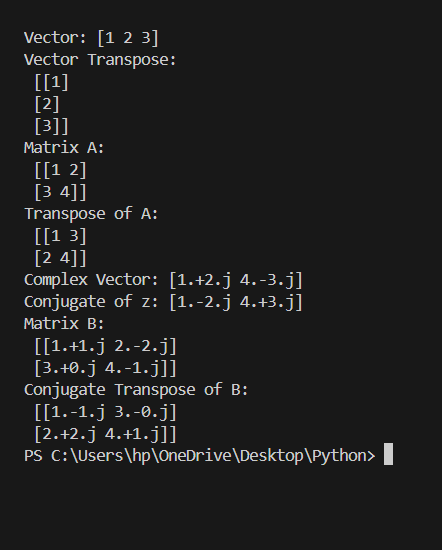 Vector: [1 2 3]
Vector Transpose:
[[1]
[2]
[3]]
Matrix A:
[[1 2]
[3 4]]
Transpose of A:
[[1 3]
[2 4]]
Complex Vector: [1.+2.j 4.-3.j]
Conjugate of z: [1.-2.j 4.+3.j]
Matrix B:
[[1.+1.j 2.-2.j]
[3.+0.j 4.-1.j]]
Conjugate Transpose of B:
[[1.-1.j 3.-0.j]
[2.+2.j 4.+1.j]]
PS C:\Users\hp\OneDrive\Desktop\Python>